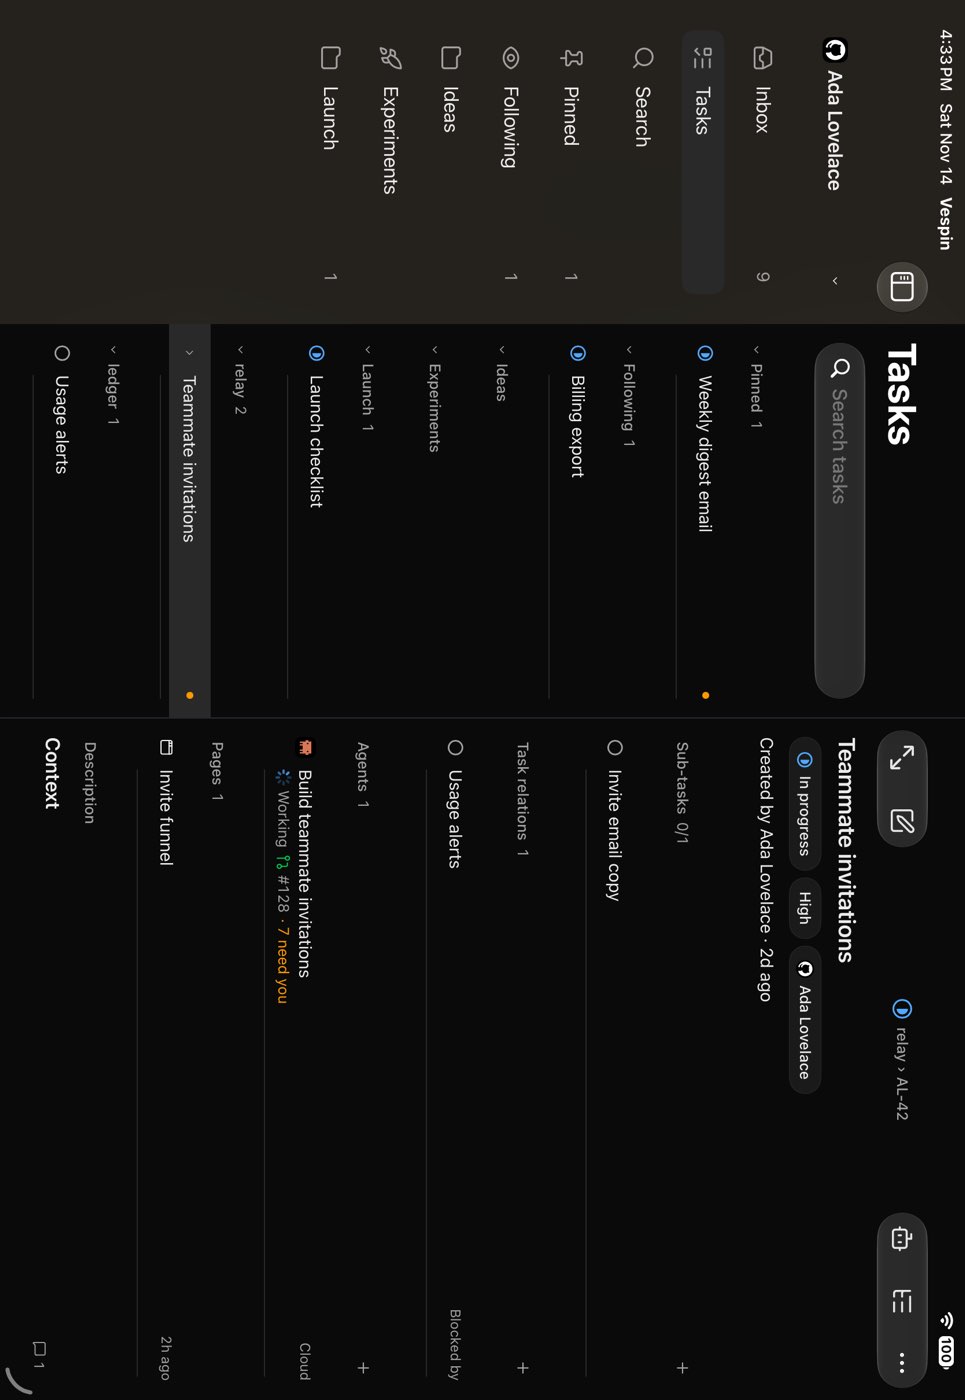 4:33 PM Sat Nov 14 Vespin
100
Ada Lovelace
Inbox 9
Tasks
Search
Pinned 1
Following 1
Ideas
Experiments
Launch 1
Tasks
Search tasks
Pinned 1
Weekly digest email
Following 1
Billing export
Ideas
Experiments
Launch 1
Launch checklist
relay 2
Teammate invitations
ledger 1
Usage alerts
relay › AL-42
Teammate invitations
In progress High Ada Lovelace
Created by Ada Lovelace · 2d ago
Sub-tasks 0/1
Invite email copy
Task relations 1
Usage alerts Blocked by
Agents 1
Build teammate invitations Cloud
Working #128 · 7 need you
Pages 1
Invite funnel 2h ago
Description
Context
1